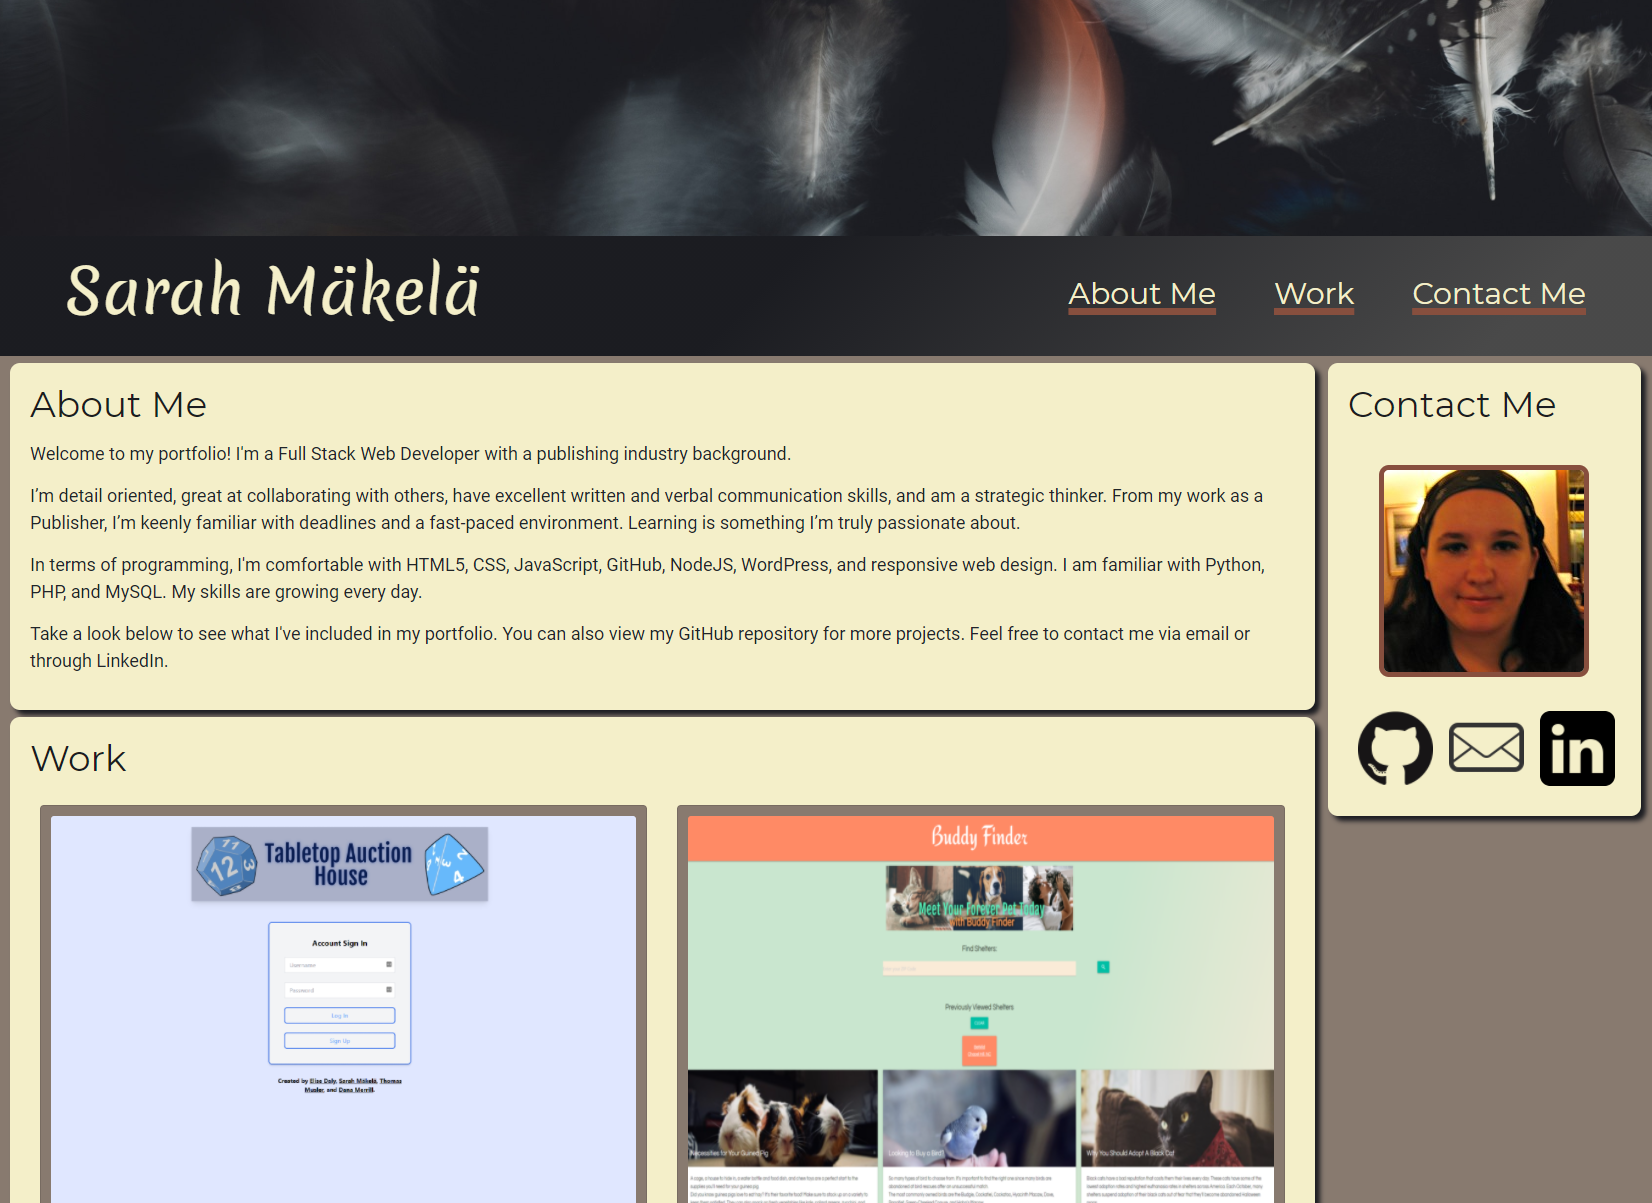 Sarah Mäkelä
About Me
Work
Contact Me
About Me
Welcome to my portfolio! I'm a Full Stack Web Developer with a publishing industry background.
I’m detail oriented, great at collaborating with others, have excellent written and verbal communication skills, and am a strategic thinker. From my work as a
Publisher, I’m keenly familiar with deadlines and a fast-paced environment. Learning is something I’m truly passionate about.
In terms of programming, I'm comfortable with HTML5, CSS, JavaScript, GitHub, NodeJS, WordPress, and responsive web design. I am familiar with Python,
PHP, and MySQL. My skills are growing every day.
Take a look below to see what I've included in my portfolio. You can also view my GitHub repository for more projects. Feel free to contact me via email or
through LinkedIn.
Contact Me
in
Work
11
12
3
Tabletop Auction
House
2
4
Account Sign In
Username
Password
Log In
Sign Up
Created by Elisa Daly, Sarah Mäkelä, Thomas
and Dana Merrill.
Buddy Finder
Meet Your Forever Pet Today
with Buddy Finder
Find Shelters:
Previously Viewed Shelters
Necessities for Your Guinea Pig
Looking to Buy a Bird?
Why You Should Adopt A Black Cat